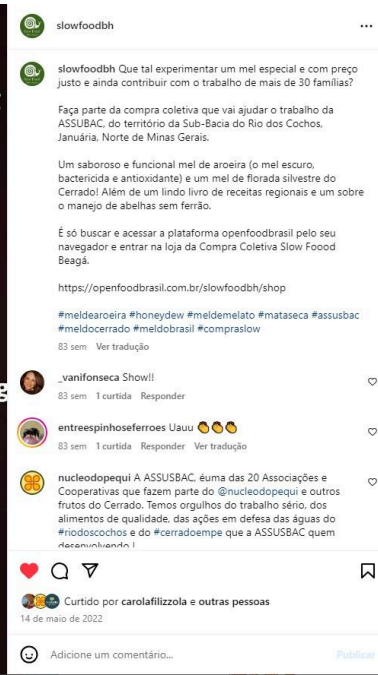 slowfoodbh
slowfoodbh Que tal experimentar um mel especial e com preço
justo e ainda contribuir com o trabalho de mais de 30 famílias?
Faça parte da compra coletiva que vai ajudar o trabalho da
ASSUBAC, do território da Sub-Bacia do Rio dos Cochos,
Januária, Norte de Minas Gerais.
Um saboroso e funcional mel de aroeira (o mel escuro,
bactericida e antioxidante) e um mel de florada silvestre do
Cerrado! Além de um lindo livro de receitas regionais e um sobre
o manejo de abelhas sem ferrão.
É só buscar e acessar a plataforma openfoodbrasil pelo seu
navegador e entrar na loja da Compra Coletiva Slow Foood
Beagá.
https://openfoodbrasil.com.br/slowfoodbh/shop
#meldearoeira #honeydew #meldemelato #mataseca #assusbac
#meldocerrado #meldobrasil #compraslow
83 sem Ver tradução
_vanifonseca Show!!
83 sem 1 curtida Responder
entreespinhoseferroes Uauu 👏👏👏
83 sem 1 curtida Responder Ver tradução
nucleodopequi A ASSUSBAC, éuma das 20 Associações e
Cooperativas que fazem parte do @nucleodopequi e outros
frutos do Cerrado. Temos orgulhos do trabalho sério, dos
alimentos de qualidade, das ações em defesa das águas do
#riodoscochos e do #cerradoempe que a ASSUSBAC quem
desenvolvendo !
Curtido por carolafilizzola e outras pessoas
14 de maio de 2022
Adicione um comentário...
Publicar